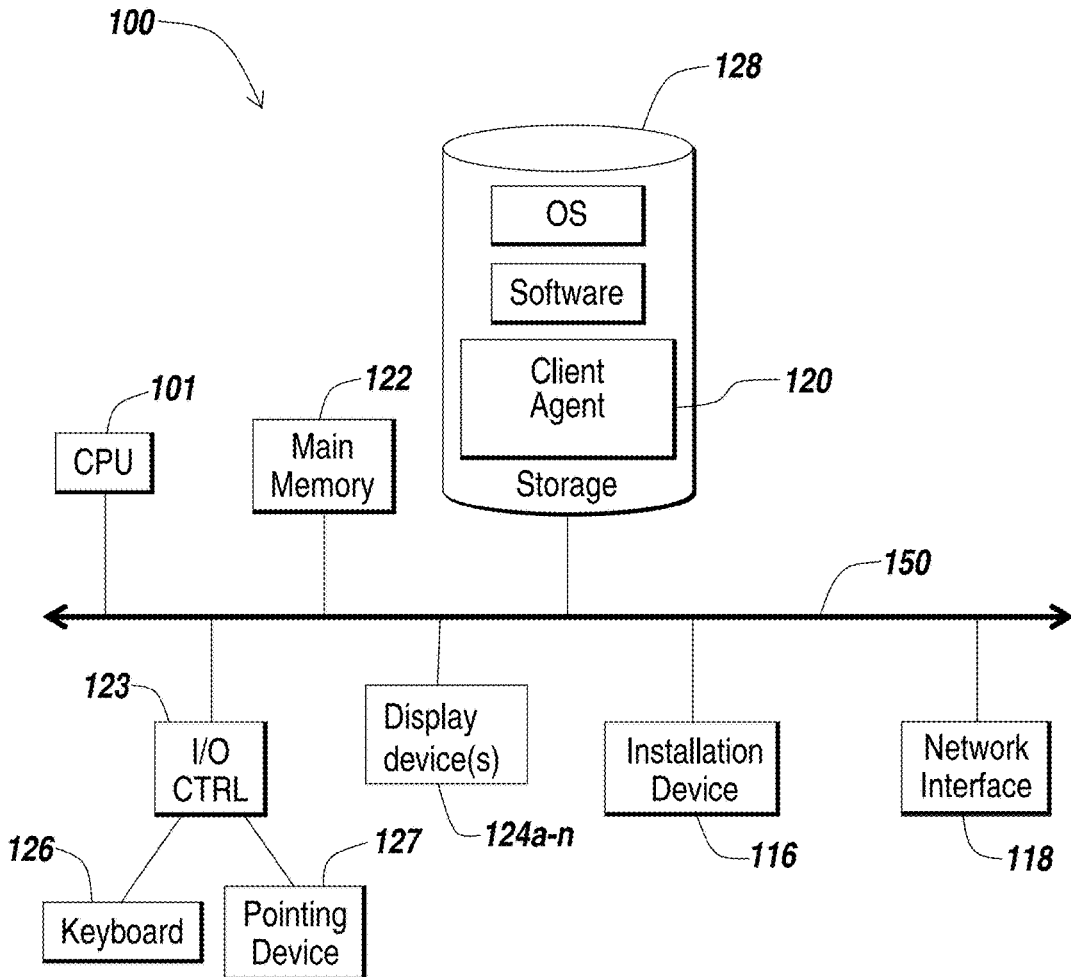 100
128
OS
Software
Client
Agent
120
Storage
101
CPU
122
Main
Memory
150
123
I/O
CTRL
Display
device(s)
124a-n
Installation
Device
116
Network
Interface
118
126
Keyboard
127
Pointing
Device